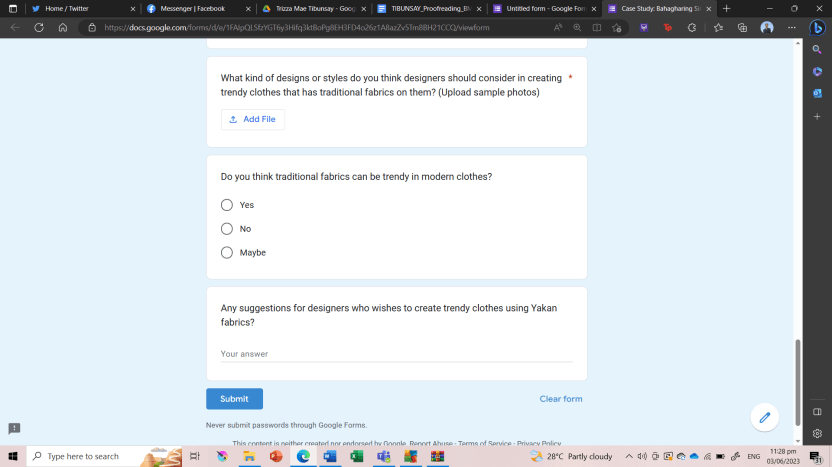 Home / Twitter
Messenger | Facebook
Trizza Mae Tibunsay - Goog
TIBUNSAY_Proofreading_B
Untitled form - Google For
Case Study: Bahagharing Si
https://docs.google.com/forms/d/e/
/viewform
What kind of designs or styles do you think designers should consider in creating *
trendy clothes that has traditional fabrics on them? (Upload sample photos)
Add File
Do you think traditional fabrics can be trendy in modern clothes?
Yes
No
Maybe
Any suggestions for designers who wishes to create trendy clothes using Yakan
fabrics?
Your answer
Submit
Clear form
Never submit passwords through Google Forms.
This content is neither created nor endorsed by Google. Report Abuse - Terms of Service - Privacy Policy
Type here to search
28°C Partly cloudy
ENG
11:28 pm
03/06/2023
31